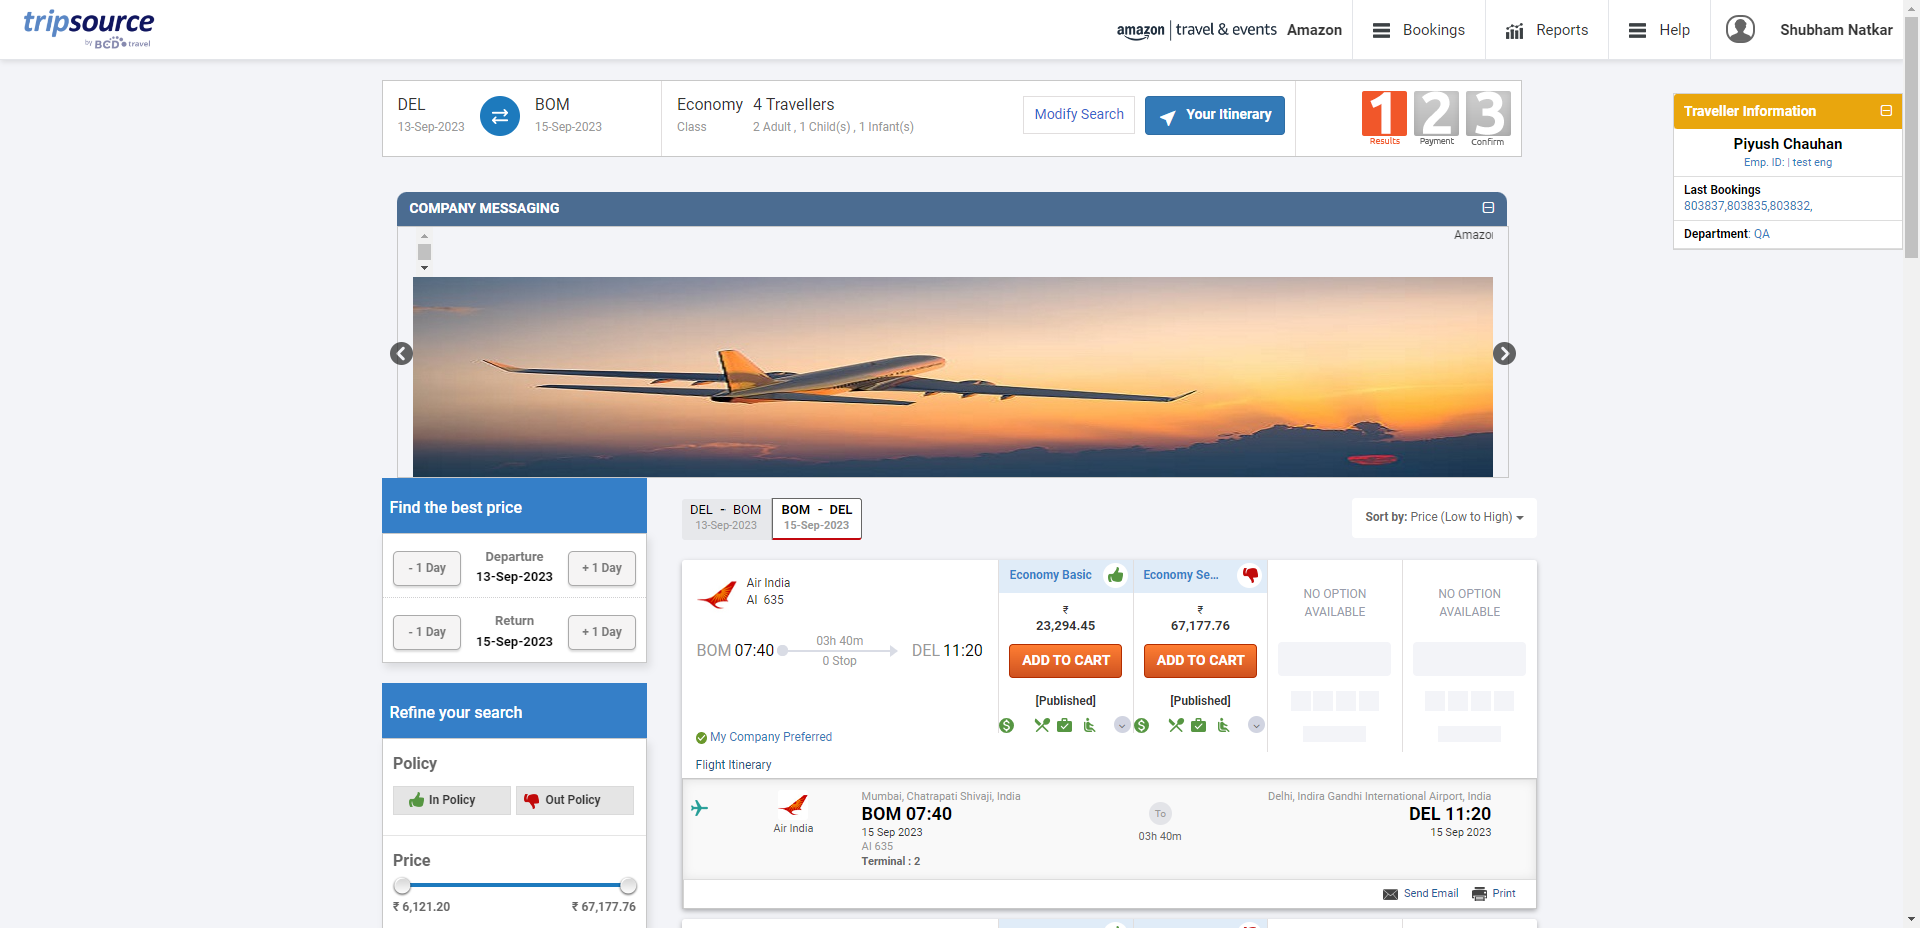 tripsource
by BCD travel
amazon | travel & events Amazon
Bookings
Reports
Help
Shubham Natkar
DEL
13-Sep-2023
BOM
15-Sep-2023
Economy
Class
4 Travellers
2 Adult , 1 Child(s) , 1 Infant(s)
Modify Search
Your Itinerary
1
Results
2
Payment
3
Confirm
Traveller Information
Piyush Chauhan
Emp. ID: | test eng
Last Bookings
803837,803835,803832,
Department: QA
COMPANY MESSAGING
Amazo
Find the best price
- 1 Day
Departure
13-Sep-2023
+ 1 Day
- 1 Day
Return
15-Sep-2023
+ 1 Day
Refine your search
Policy
In Policy
Out Policy
Price
₹ 6,121.20
₹ 67,177.76
DEL - BOM
13-Sep-2023
BOM - DEL
15-Sep-2023
Sort by: Price (Low to High)
Air India
AI 635
BOM 07:40
03h 40m
0 Stop
DEL 11:20
My Company Preferred
Economy Basic
₹
23,294.45
ADD TO CART
[Published]
Economy Se...
₹
67,177.76
ADD TO CART
[Published]
NO OPTION
AVAILABLE
NO OPTION
AVAILABLE
Flight Itinerary
Air India
Mumbai, Chatrapati Shivaji, India
BOM 07:40
15 Sep 2023
AI 635
Terminal : 2
To
03h 40m
Delhi, Indira Gandhi International Airport, India
DEL 11:20
15 Sep 2023
Send Email
Print